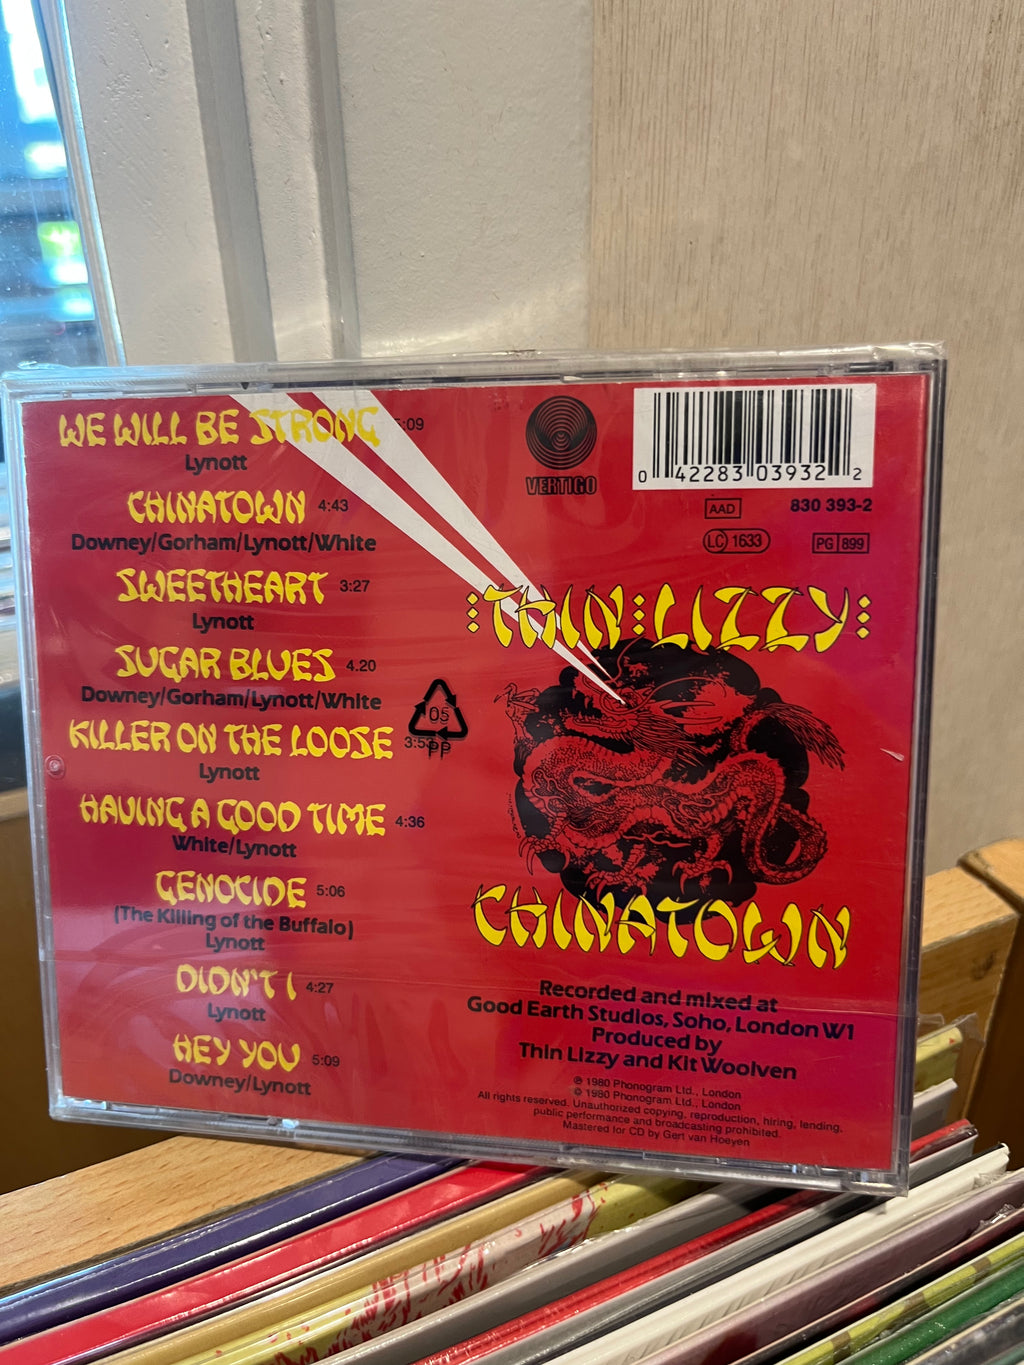 WE WILL BE STRONG 5:09
Lynott
CHINATOWN 4:43
Downey/Gorham/Lynott/White
SWEETHEART 3:27
Lynott
SUGAR BLUES 4.20
Downey/Gorham/Lynott/White
KILLER ON THE LOOSE
Lynott
HAVING A GOOD TIME 4:36
White/Lynott
GENOCIDE 5:06
(The Killing of the Buffalo)
Lynott
DIDN'T I 4:27
Lynott
HEY YOU 5:09
Downey/Lynott
05
PP
VERTIGO
0 42283 03932 2
AAD 830 393-2
LC 1633 PG 899
THIN LIZZY
CHINATOWN
Recorded and mixed at
Good Earth Studios, Soho, London W1
Produced by
Thin Lizzy and Kit Woolven
℗ 1980 Phonogram Ltd., London
© 1980 Phonogram Ltd., London
All rights reserved. Unauthorized copying, reproduction, hiring, lending,
public performance and broadcasting prohibited.
Mastered for CD by Gert van Hoeyen